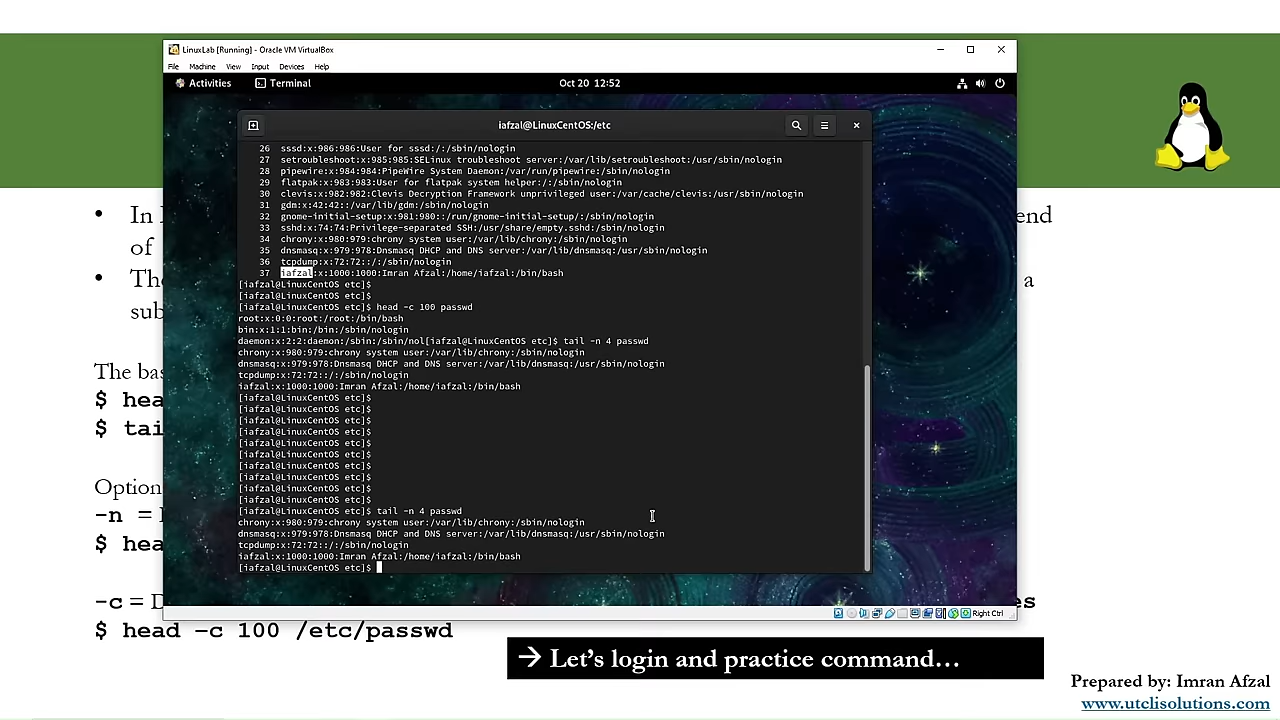 LinuxLab [Running] - Oracle VM VirtualBox
File Machine View Input Devices Help
Activities Terminal Oct 20 12:52
iafzal@LinuxCentOS:/etc
26 sssd:x:986:986:User for sssd:/:/sbin/nologin
27 setroubleshoot:x:985:985:SELinux troubleshoot server:/var/lib/setroubleshoot:/usr/sbin/nologin
28 pipewire:x:984:984:PipeWire System Daemon:/var/run/pipewire:/sbin/nologin
29 flatpak:x:983:983:User for flatpak system helper:/:/sbin/nologin
30 clevis:x:982:982:Clevis Decryption Framework unprivileged user:/var/cache/clevis:/usr/sbin/nologin
31 gdm:x:42:42::/var/lib/gdm:/sbin/nologin
32 gnome-initial-setup:x:981:980::/run/gnome-initial-setup/:/sbin/nologin
33 sshd:x:74:74:Privilege-separated SSH:/usr/share/empty.sshd:/sbin/nologin
34 chrony:x:980:979:chrony system user:/var/lib/chrony:/sbin/nologin
35 dnsmasq:x:979:978:Dnsmasq DHCP and DNS server:/var/lib/dnsmasq:/usr/sbin/nologin
36 tcpdump:x:72:72::/:/sbin/nologin
37 iafzal:x:1000:1000:Imran Afzal:/home/iafzal:/bin/bash
[iafzal@LinuxCentOS etc]$
[iafzal@LinuxCentOS etc]$
[iafzal@LinuxCentOS etc]$ head -c 100 passwd
root:x:0:0:root:/root:/bin/bash
bin:x:1:1:bin:/bin:/sbin/nologin
daemon:x:2:2:daemon:/sbin:/sbin/nol[iafzal@LinuxCentOS etc]$ tail -n 4 passwd
chrony:x:980:979:chrony system user:/var/lib/chrony:/sbin/nologin
dnsmasq:x:979:978:Dnsmasq DHCP and DNS server:/var/lib/dnsmasq:/usr/sbin/nologin
tcpdump:x:72:72::/:/sbin/nologin
iafzal:x:1000:1000:Imran Afzal:/home/iafzal:/bin/bash
[iafzal@LinuxCentOS etc]$
[iafzal@LinuxCentOS etc]$
[iafzal@LinuxCentOS etc]$
[iafzal@LinuxCentOS etc]$
[iafzal@LinuxCentOS etc]$
[iafzal@LinuxCentOS etc]$
[iafzal@LinuxCentOS etc]$
[iafzal@LinuxCentOS etc]$
[iafzal@LinuxCentOS etc]$
[iafzal@LinuxCentOS etc]$
[iafzal@LinuxCentOS etc]$ tail -n 4 passwd
chrony:x:980:979:chrony system user:/var/lib/chrony:/sbin/nologin
dnsmasq:x:979:978:Dnsmasq DHCP and DNS server:/var/lib/dnsmasq:/usr/sbin/nologin
tcpdump:x:72:72::/:/sbin/nologin
iafzal:x:1000:1000:Imran Afzal:/home/iafzal:/bin/bash
[iafzal@LinuxCentOS etc]$
Right Ctrl
• In end
of
• a
sub
The
$
$
Option
-n =
$
-c =
$ head –c 100 /etc/passwd
→ Let’s login and practice command…
Prepared by: Imran Afzal
www.utclisolutions.com